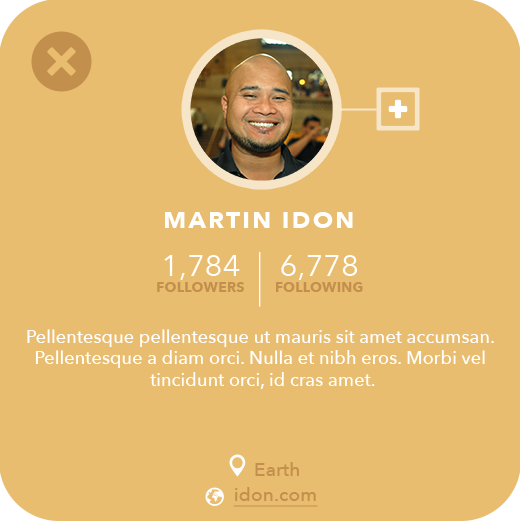 MARTIN IDON
1,784 6,778
FOLLOWERS FOLLOWING
Pellentesque pellentesque ut mauris sit amet accumsan.
Pellentesque a diam orci. Nulla et nibh eros. Morbi vel
tincidunt orci, id cras amet.
Earth
idon.com